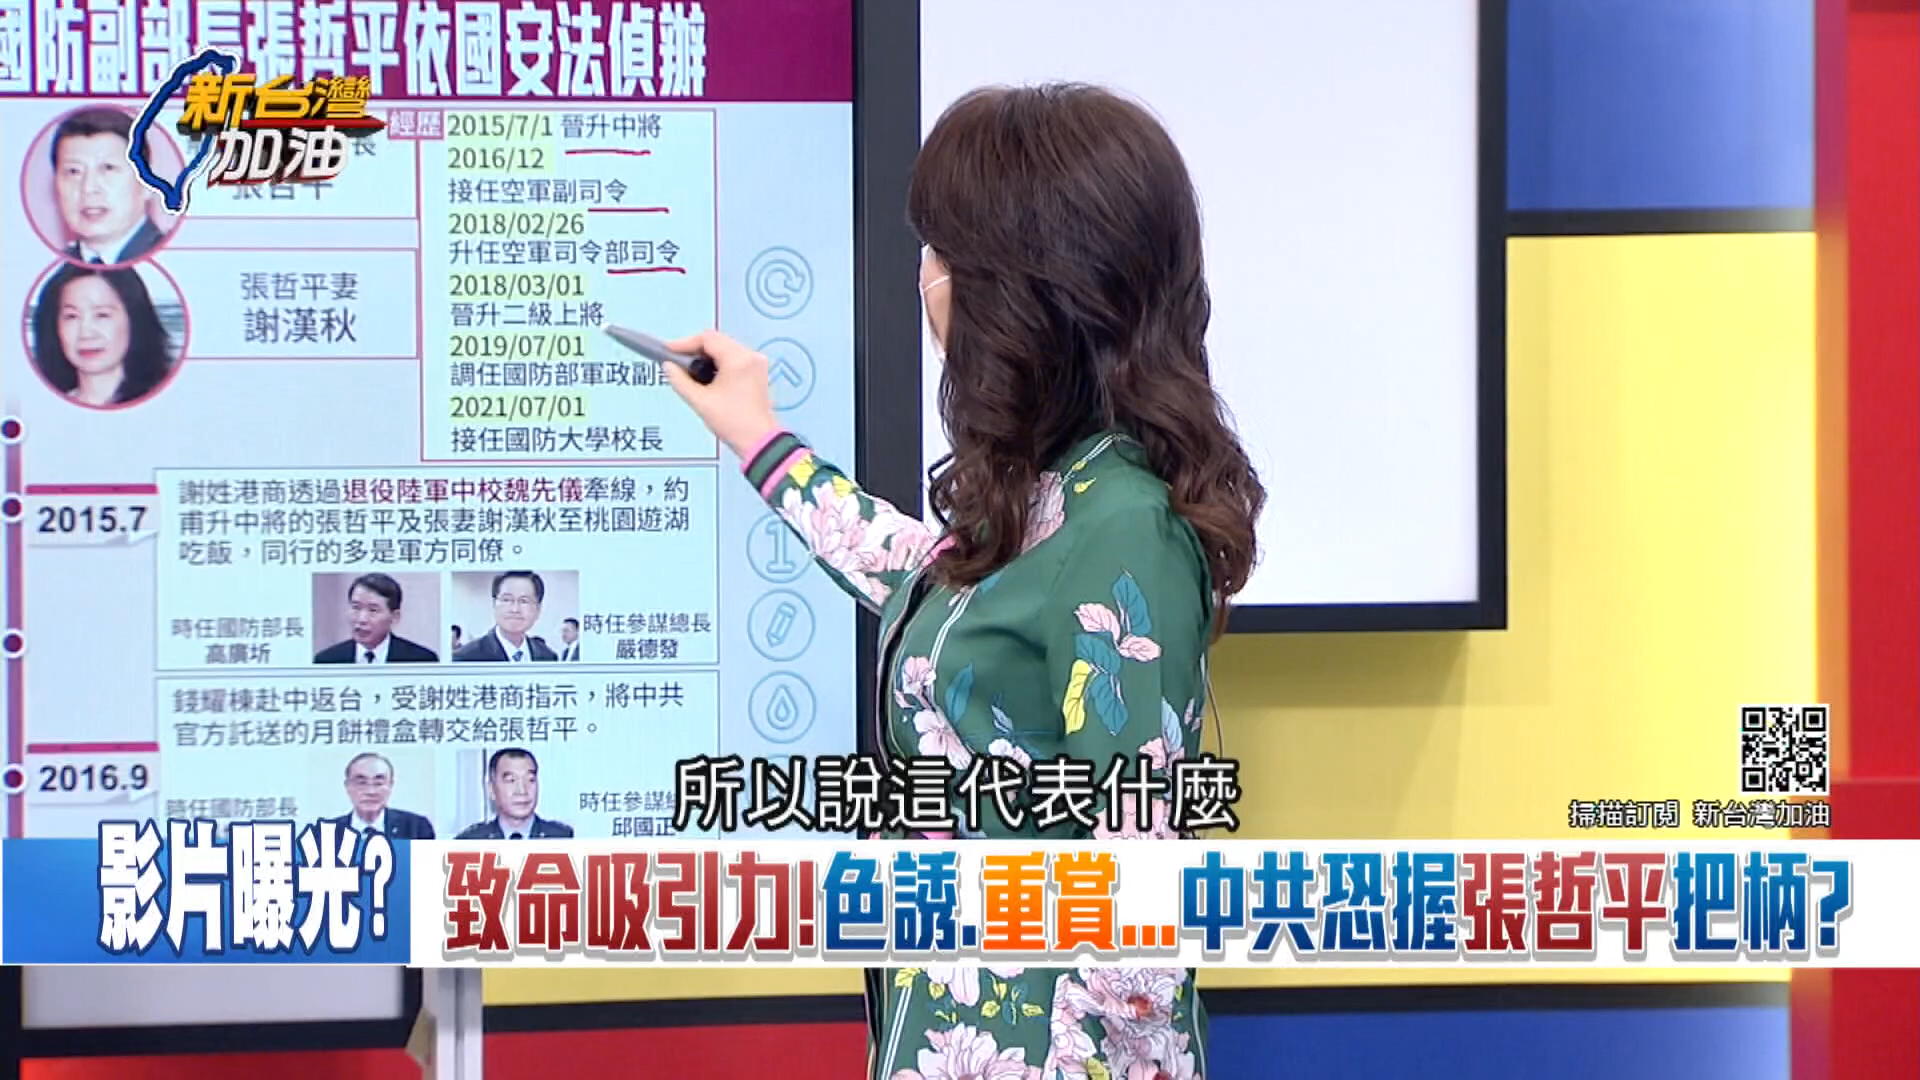 國防副部長張哲平依國安法偵辦
新台灣
加油
長
張哲平
經歷
2015/7/1 晉升中將
2016/12
接任空軍副司令
2018/02/26
升任空軍司令部司令
2018/03/01
晉升二級上將
2019/07/01
調任國防部軍政副部
2021/07/01
接任國防大學校長
張哲平妻
謝漢秋
2015.7
謝姓港商透過退役陸軍中校魏先儀牽線，約
甫升中將的張哲平及張妻謝漢秋至桃園遊湖
吃飯，同行的多是軍方同僚。
時任國防部長
高廣圻
時任參謀總長
嚴德發
2016.9
錢耀棟赴中返台，受謝姓港商指示，將中共
官方託送的月餅禮盒轉交給張哲平。
時任國防部長
時任參謀總
邱國正
所以說這代表什麼
掃描訂閱 新台灣加油
影片曝光?
致命吸引力!色誘.重賞...中共恐握張哲平把柄?